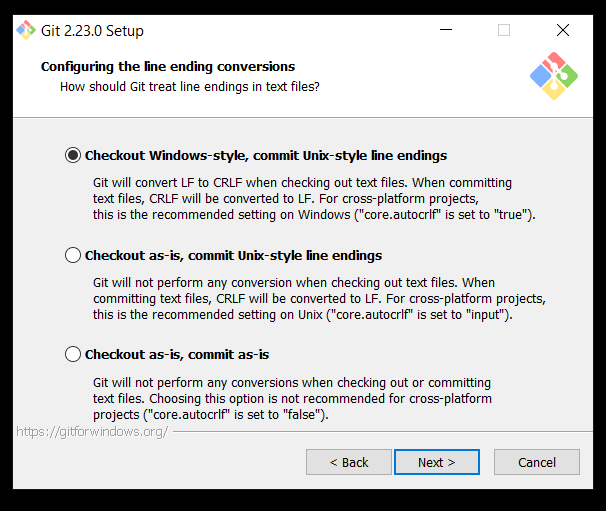 Git 2.23.0 Setup
Configuring the line ending conversions
How should Git treat line endings in text files?
Checkout Windows-style, commit Unix-style line endings
Git will convert LF to CRLF when checking out text files. When committing
text files, CRLF will be converted to LF. For cross-platform projects,
this is the recommended setting on Windows ("core.autocrlf" is set to "true").
Checkout as-is, commit Unix-style line endings
Git will not perform any conversion when checking out text files. When
committing text files, CRLF will be converted to LF. For cross-platform projects,
this is the recommended setting on Unix ("core.autocrlf" is set to "input").
Checkout as-is, commit as-is
Git will not perform any conversions when checking out or committing
text files. Choosing this option is not recommended for cross-platform
projects ("core.autocrlf" is set to "false").
https://gitforwindows.org/
< Back
Next >
Cancel